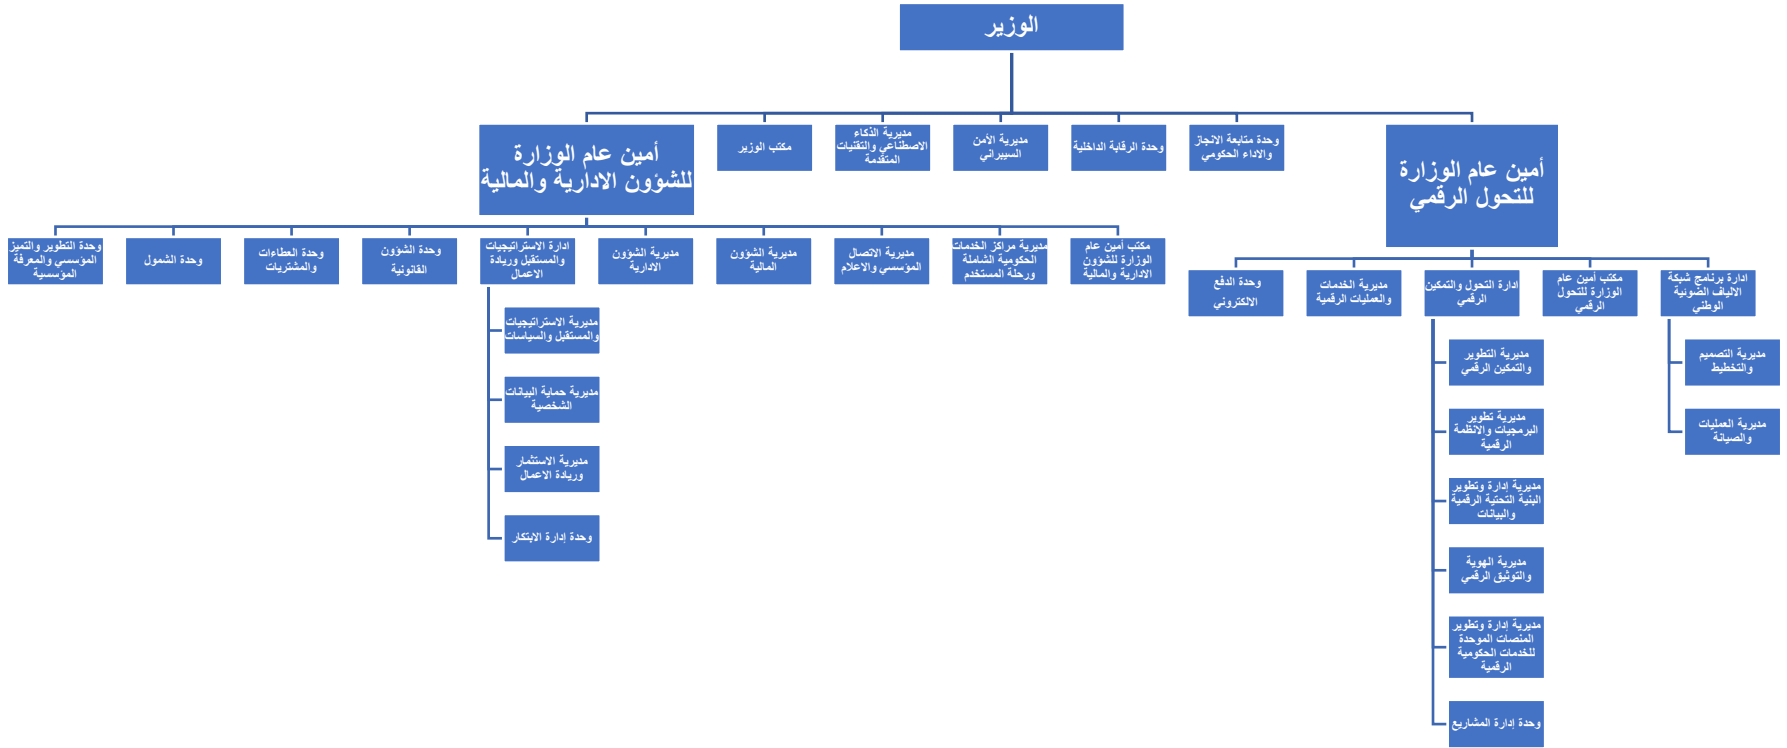 الوزير
أمين عام الوزارة
للتحول الرقمي
وحدة متابعة الانجاز
والاداء الحكومي
وحدة الرقابة الداخلية
مديرية الأمن
السيبراني
مديرية الذكاء
الاصطناعي والتقنيات
المتقدمة
مكتب الوزير
أمين عام الوزارة
للشؤون الادارية والمالية
ادارة برنامج شبكة
الالياف الضوئية
الوطني
مكتب أمين عام
الوزارة للتحول
الرقمي
ادارة التحول والتمكين
الرقمي
مديرية الخدمات
والعمليات الرقمية
وحدة الدفع
الالكتروني
مديرية التصميم
والتخطيط
مديرية العمليات
والصيانة
مديرية التطوير
والتمكين الرقمي
مديرية تطوير
البرمجيات والانظمة
الرقمية
مديرية إدارة وتطوير
البنية التحتية الرقمية
والبيانات
مديرية الهوية
والتوثيق الرقمي
مديرية إدارة وتطوير
المنصات الموحدة
للخدمات الحكومية
الرقمية
وحدة إدارة المشاريع
مكتب أمين عام
الوزارة للشؤون
الادارية والمالية
مديرية مراكز الخدمات
الحكومية الشاملة
ورحلة المستخدم
مديرية الاتصال
المؤسسي والاعلام
مديرية الشؤون
المالية
مديرية الشؤون
الادارية
ادارة الاستراتيجيات
والمستقبل وريادة
الاعمال
وحدة الشؤون
القانونية
وحدة العطاءات
والمشتريات
وحدة الشمول
وحدة التطوير والتميز
المؤسسي والمعرفة
المؤسسية
مديرية الاستراتيجيات
والمستقبل والسياسات
مديرية حماية البيانات
الشخصية
مديرية الاستثمار
وريادة الاعمال
وحدة إدارة الابتكار